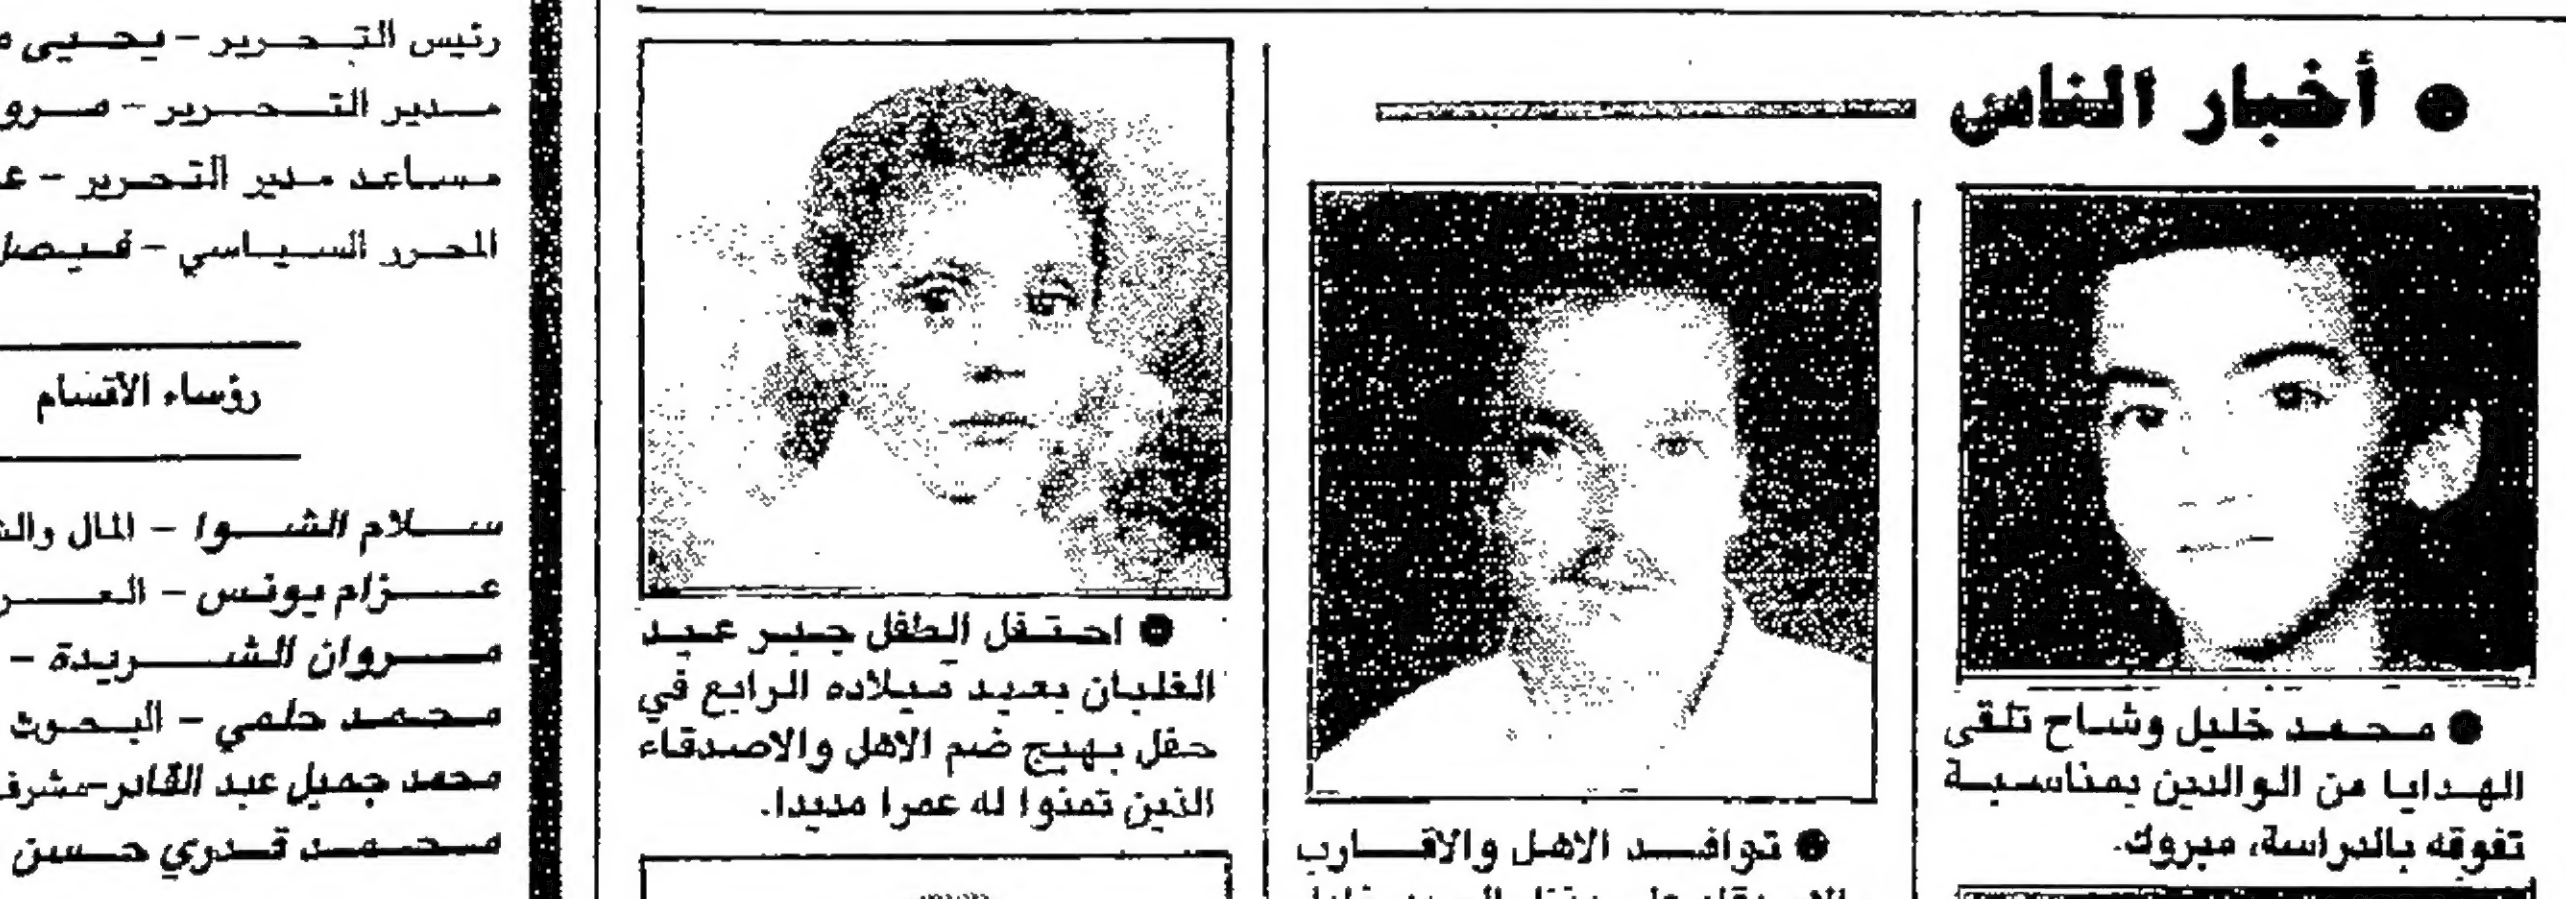 ● أخبار الناس
● محمد خليل وشاح تلقى
الهدايا من الوالدين بمناسبة
تفوقه بالدراسة، مبروك.
● توافد الاهل والاقارب
● احتفل الطفل جبر عبد
الغلبان بعيد ميلاده الرابع في
حفل بهيج ضم الاهل والاصدقاء
الذين تمنوا له عمرا مديدا.
رئيس التحرير - يحيى
مدير التحرير -
مساعد مدير التحرير -
المحرر السياسي - فيصل
رؤساء الأقسام
سلام الشوا - المال
عزام يونس -
مروان الشريدة -
محمد حلمي - البحوث
محمد جميل عبد القادر-مشرف
محمد قدري حسن